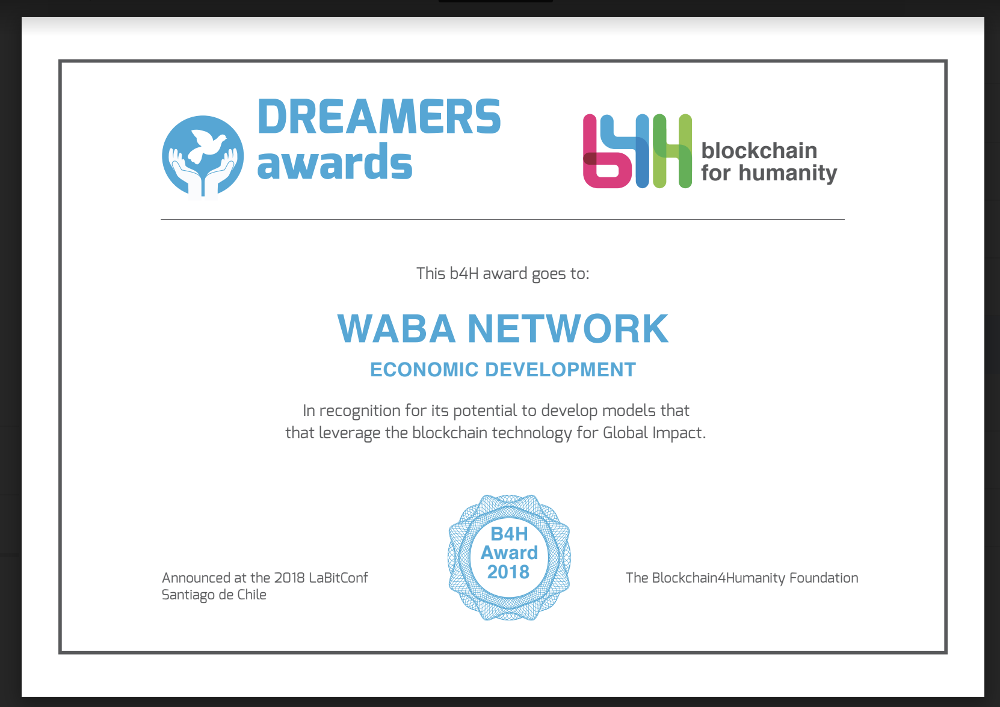 DREAMERS
awards
b4H
blockchain
for humanity
This b4H award goes to:
WABA NETWORK
ECONOMIC DEVELOPMENT
In recognition for its potential to develop models that
that leverage the blockchain technology for Global Impact.
B4H
Award
2018
Announced at the 2018 LaBitConf
Santiago de Chile
The Blockchain4Humanity Foundation